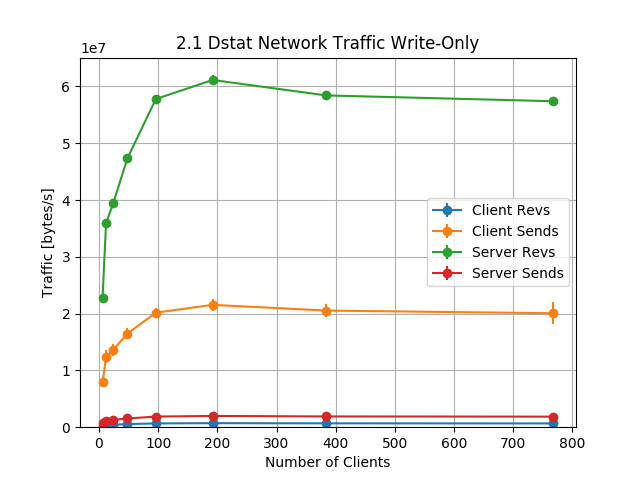 2.1 Dstat Network Traffic Write-Only
1e7
6
5
4
3
2
1
0
Traffic [bytes/s]
Client Revs
Client Sends
Server Revs
Server Sends
0 100 200 300 400 500 600 700 800
Number of Clients